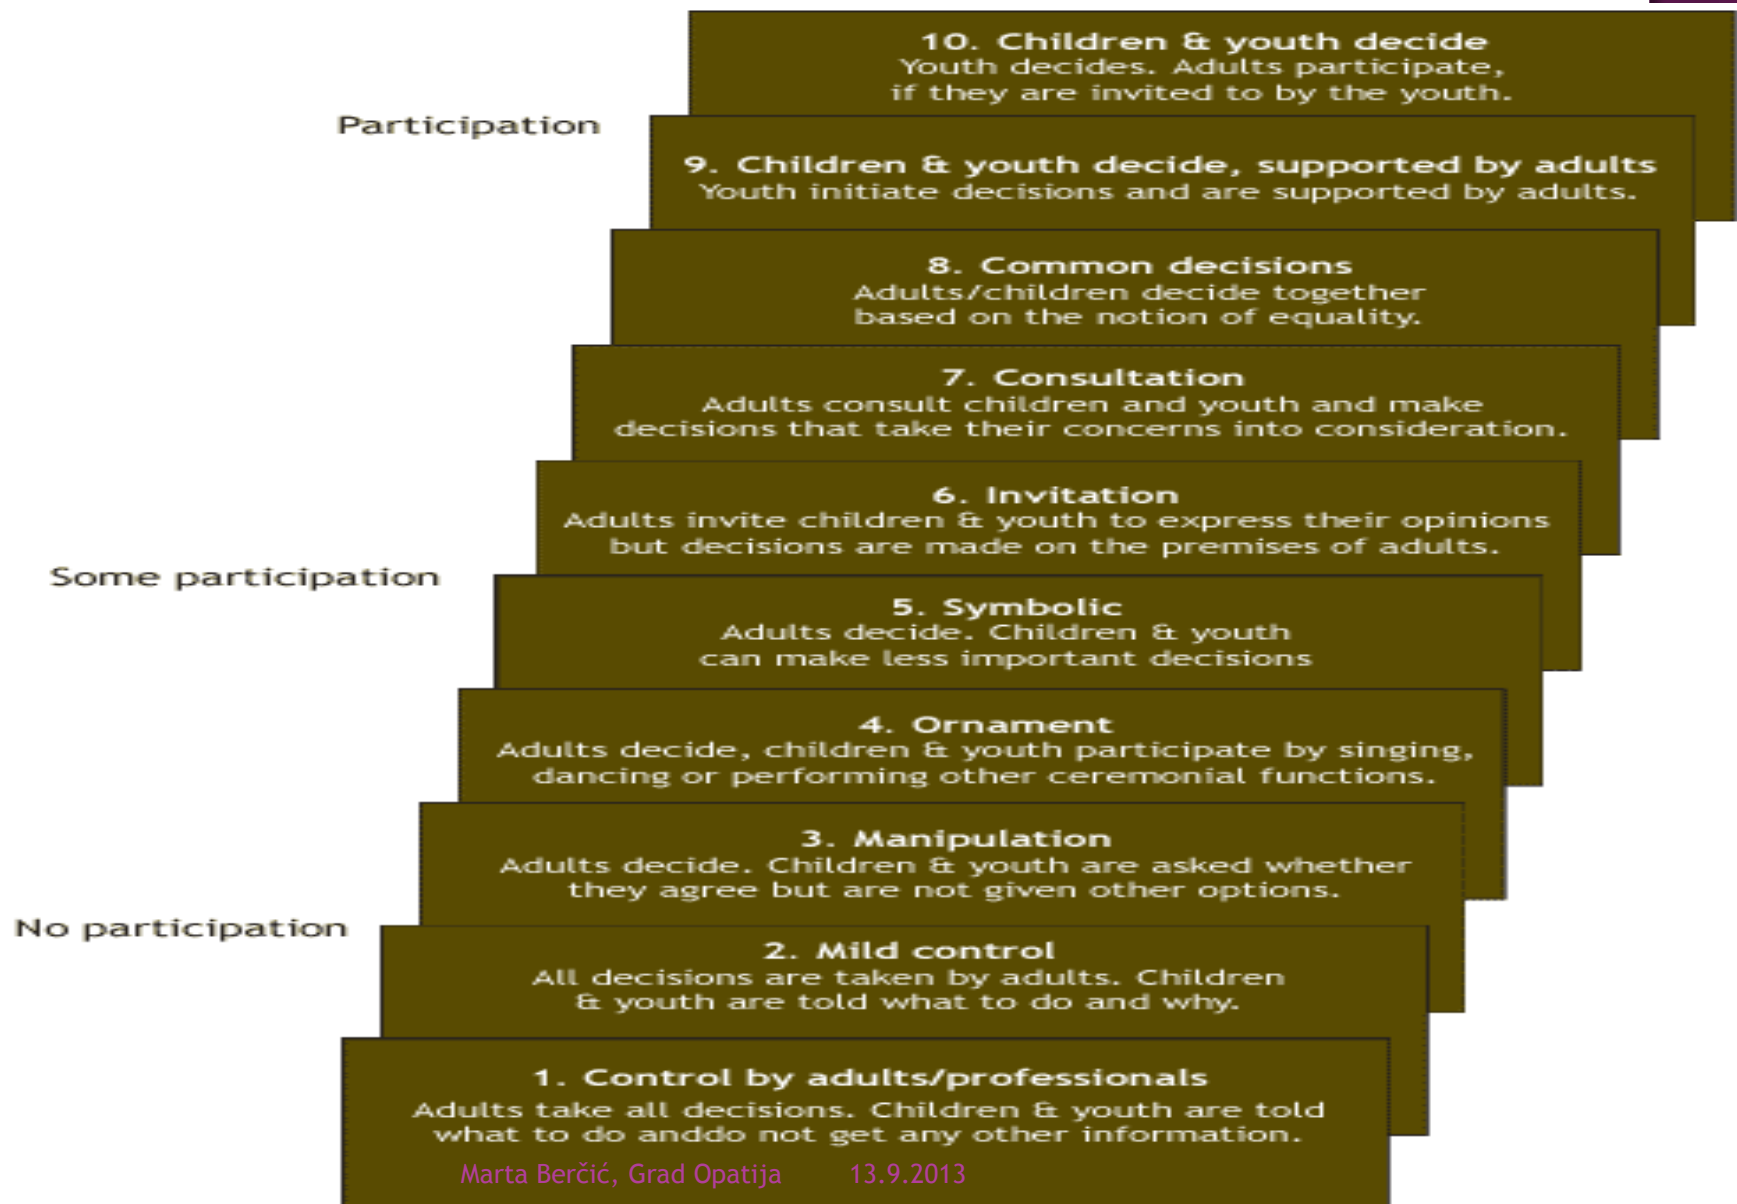 10. Children & youth decide
Youth decides. Adults participate,
if they are invited to by the youth.
Participation
9. Children & youth decide, supported by adults
Youth initiate decisions and are supported by adults.
8. Common decisions
Adults/children decide together
based on the notion of equality.
7. Consultation
Adults consult children and youth and make
decisions that take their concerns into consideration.
6. Invitation
Adults invite children & youth to express their opinions
but decisions are made on the premises of adults.
Some participation
5. Symbolic
Adults decide. Children & youth
can make less important decisions
4. Ornament
Adults decide, children & youth participate by singing,
dancing or performing other ceremonial functions.
3. Manipulation
Adults decide. Children & youth are asked whether
they agree but are not given other options.
No participation
2. Mild control
All decisions are taken by adults. Children
& youth are told what to do and why.
1. Control by adults/professionals
Adults take all decisions. Children & youth are told
what to do anddo not get any other information.
Marta Berčić, Grad Opatija 13.9.2013